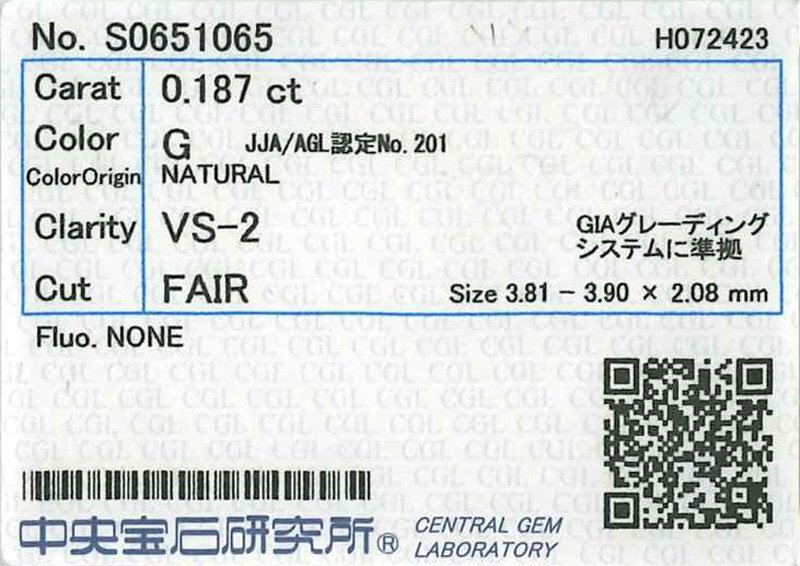 No. S0651065
H072423
Carat 0.187 ct
Color G JJA/AGL認定No. 201
ColorOrigin NATURAL
Clarity VS-2
GIAグレーディング
システムに準拠
Cut FAIR Size 3.81 - 3.90 × 2.08 mm
Fluo. NONE
中央宝石研究所® CENTRAL GEM
LABORATORY